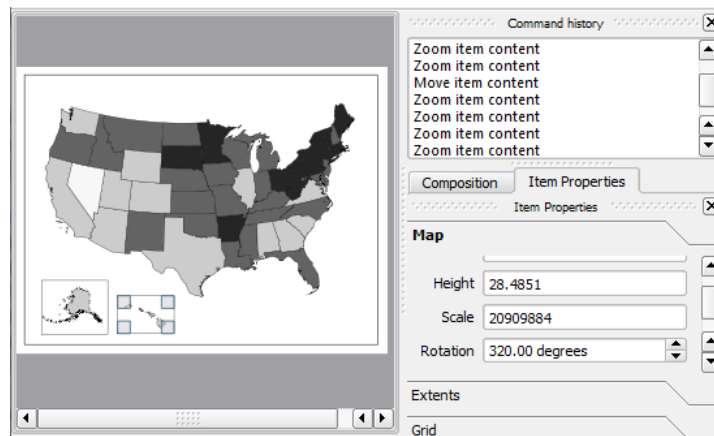 Command history
Zoom item content
Zoom item content
Move item content
Zoom item content
Zoom item content
Zoom item content
Zoom item content
Composition
Item Properties
Item Properties
Map
Height 28.4851
Scale 20909884
Rotation 320.00 degrees
Extents
Grid